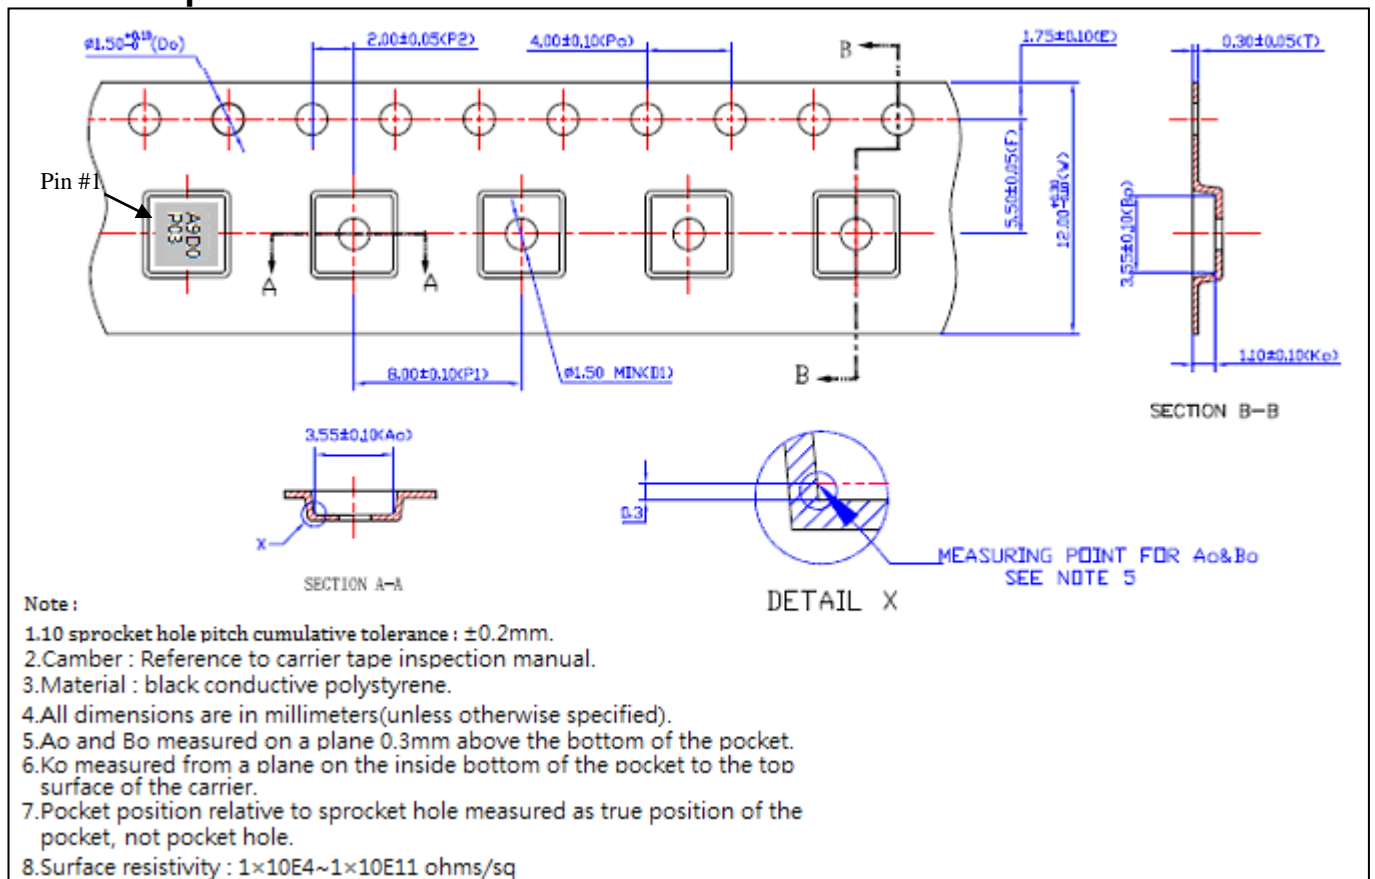 ø1.50+0.10-0(Do)
2.00±0.05(P2)
4.00±0.10(Po)
B
1.75±0.10(E)
0.30±0.05(T)
Pin #1
A9D0
PC3
A
A
5.50±0.05(F)
3.55±0.10(Bo)
8.00±0.10(P1)
ø1.50 MIN(D1)
B
1.10±0.10(Ko)
SECTION B-B
3.55±0.10(Ao)
X
SECTION A-A
0.3
MEASURING POINT FOR Ao&Bo
SEE NOTE 5
DETAIL X
Note :
1.10 sprocket hole pitch cumulative tolerance : ±0.2mm.
2.Camber : Reference to carrier tape inspection manual.
3.Material : black conductive polystyrene.
4.All dimensions are in millimeters(unless otherwise specified).
5.Ao and Bo measured on a plane 0.3mm above the bottom of the pocket.
6.Ko measured from a plane on the inside bottom of the pocket to the top
surface of the carrier.
7.Pocket position relative to sprocket hole measured as true position of the
pocket, not pocket hole.
8.Surface resistivity : 1×10E4~1×10E11 ohms/sq